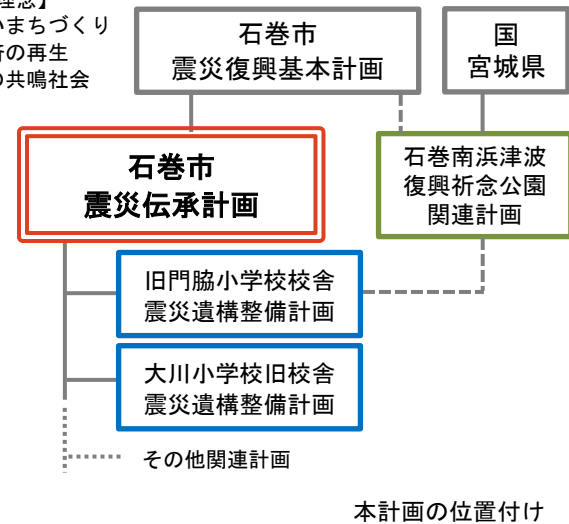 理念】
いまちづくり
の再生
の共鳴社会
石巻市
震災復興基本計画
国
宮城県
石巻市
震災伝承計画
石巻南浜津波
復興祈念公園
関連計画
旧門脇小学校校舎
震災遺構整備計画
大川小学校旧校舎
震災遺構整備計画
その他関連計画
本計画の位置付け